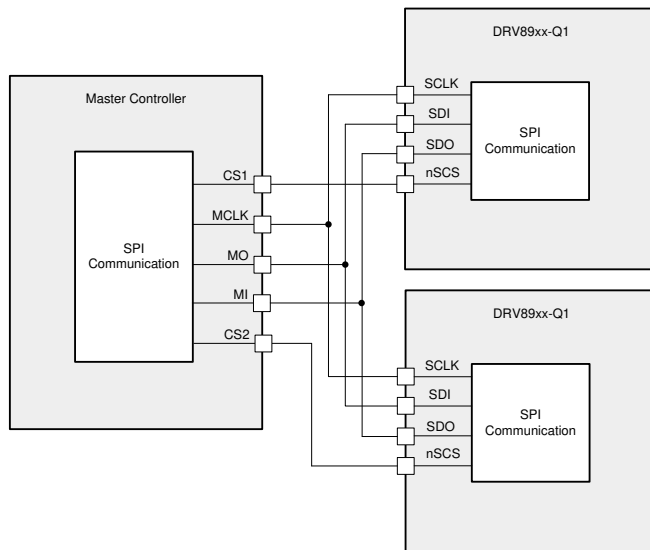 Master Controller
SPI
Communication
CS1
MCLK
MO
MI
CS2
DRV89xx-Q1
SCLK
SDI
SDO
nSCS
SPI
Communication
DRV89xx-Q1
SCLK
SDI
SDO
nSCS
SPI
Communication